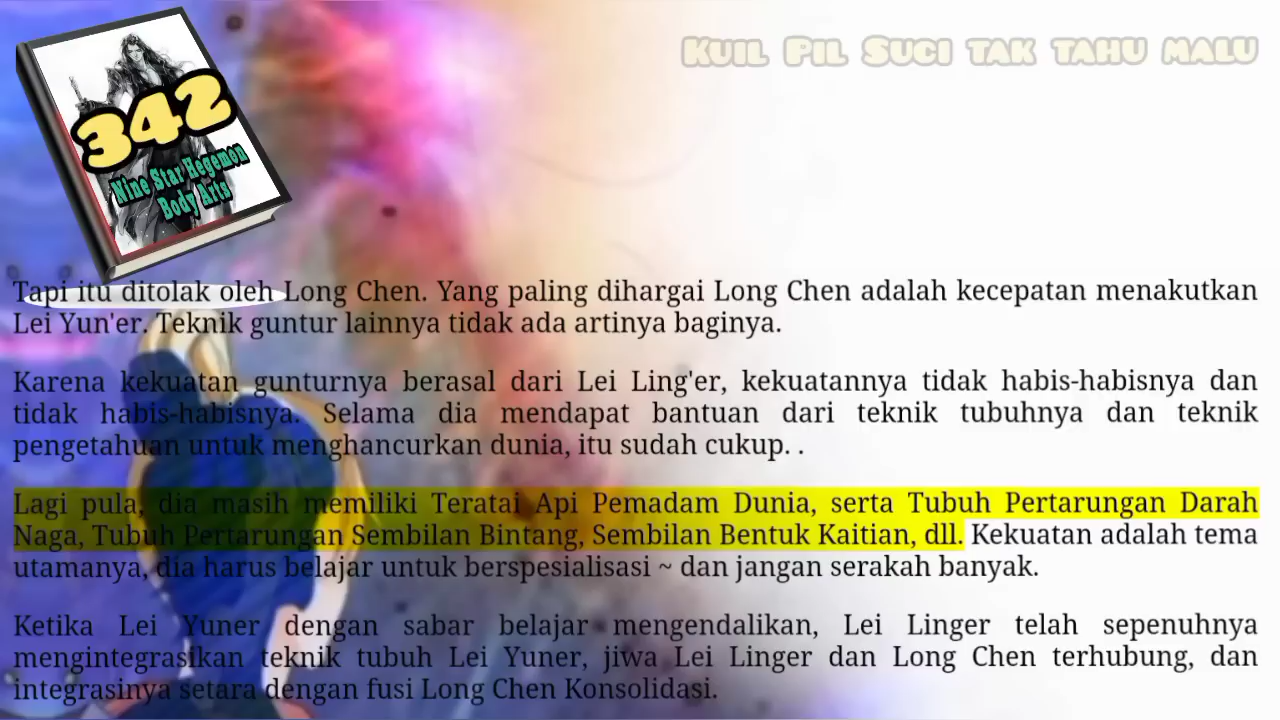 Kuil Pil Suci tak tahu malu
342
Nine Star Hegemon
Body Arts
Tapi itu ditolak oleh Long Chen. Yang paling dihargai Long Chen adalah kecepatan menakutkan
Lei Yun'er. Teknik guntur lainnya tidak ada artinya baginya.
Karena kekuatan gunturnya berasal dari Lei Ling'er, kekuatannya tidak habis-habisnya dan
tidak habis-habisnya. Selama dia mendapat bantuan dari teknik tubuhnya dan teknik
pengetahuan untuk menghancurkan dunia, itu sudah cukup. .
Lagi pula, dia masih memiliki Teratai Api Pemadam Dunia, serta Tubuh Pertarungan Darah
Naga, Tubuh Pertarungan Sembilan Bintang, Sembilan Bentuk Kaitian, dll. Kekuatan adalah tema
utamanya, dia harus belajar untuk berspesialisasi ~ dan jangan serakah banyak.
Ketika Lei Yuner dengan sabar belajar mengendalikan, Lei Linger telah sepenuhnya
mengintegrasikan teknik tubuh Lei Yuner, jiwa Lei Linger dan Long Chen terhubung, dan
integrasinya setara dengan fusi Long Chen Konsolidasi.